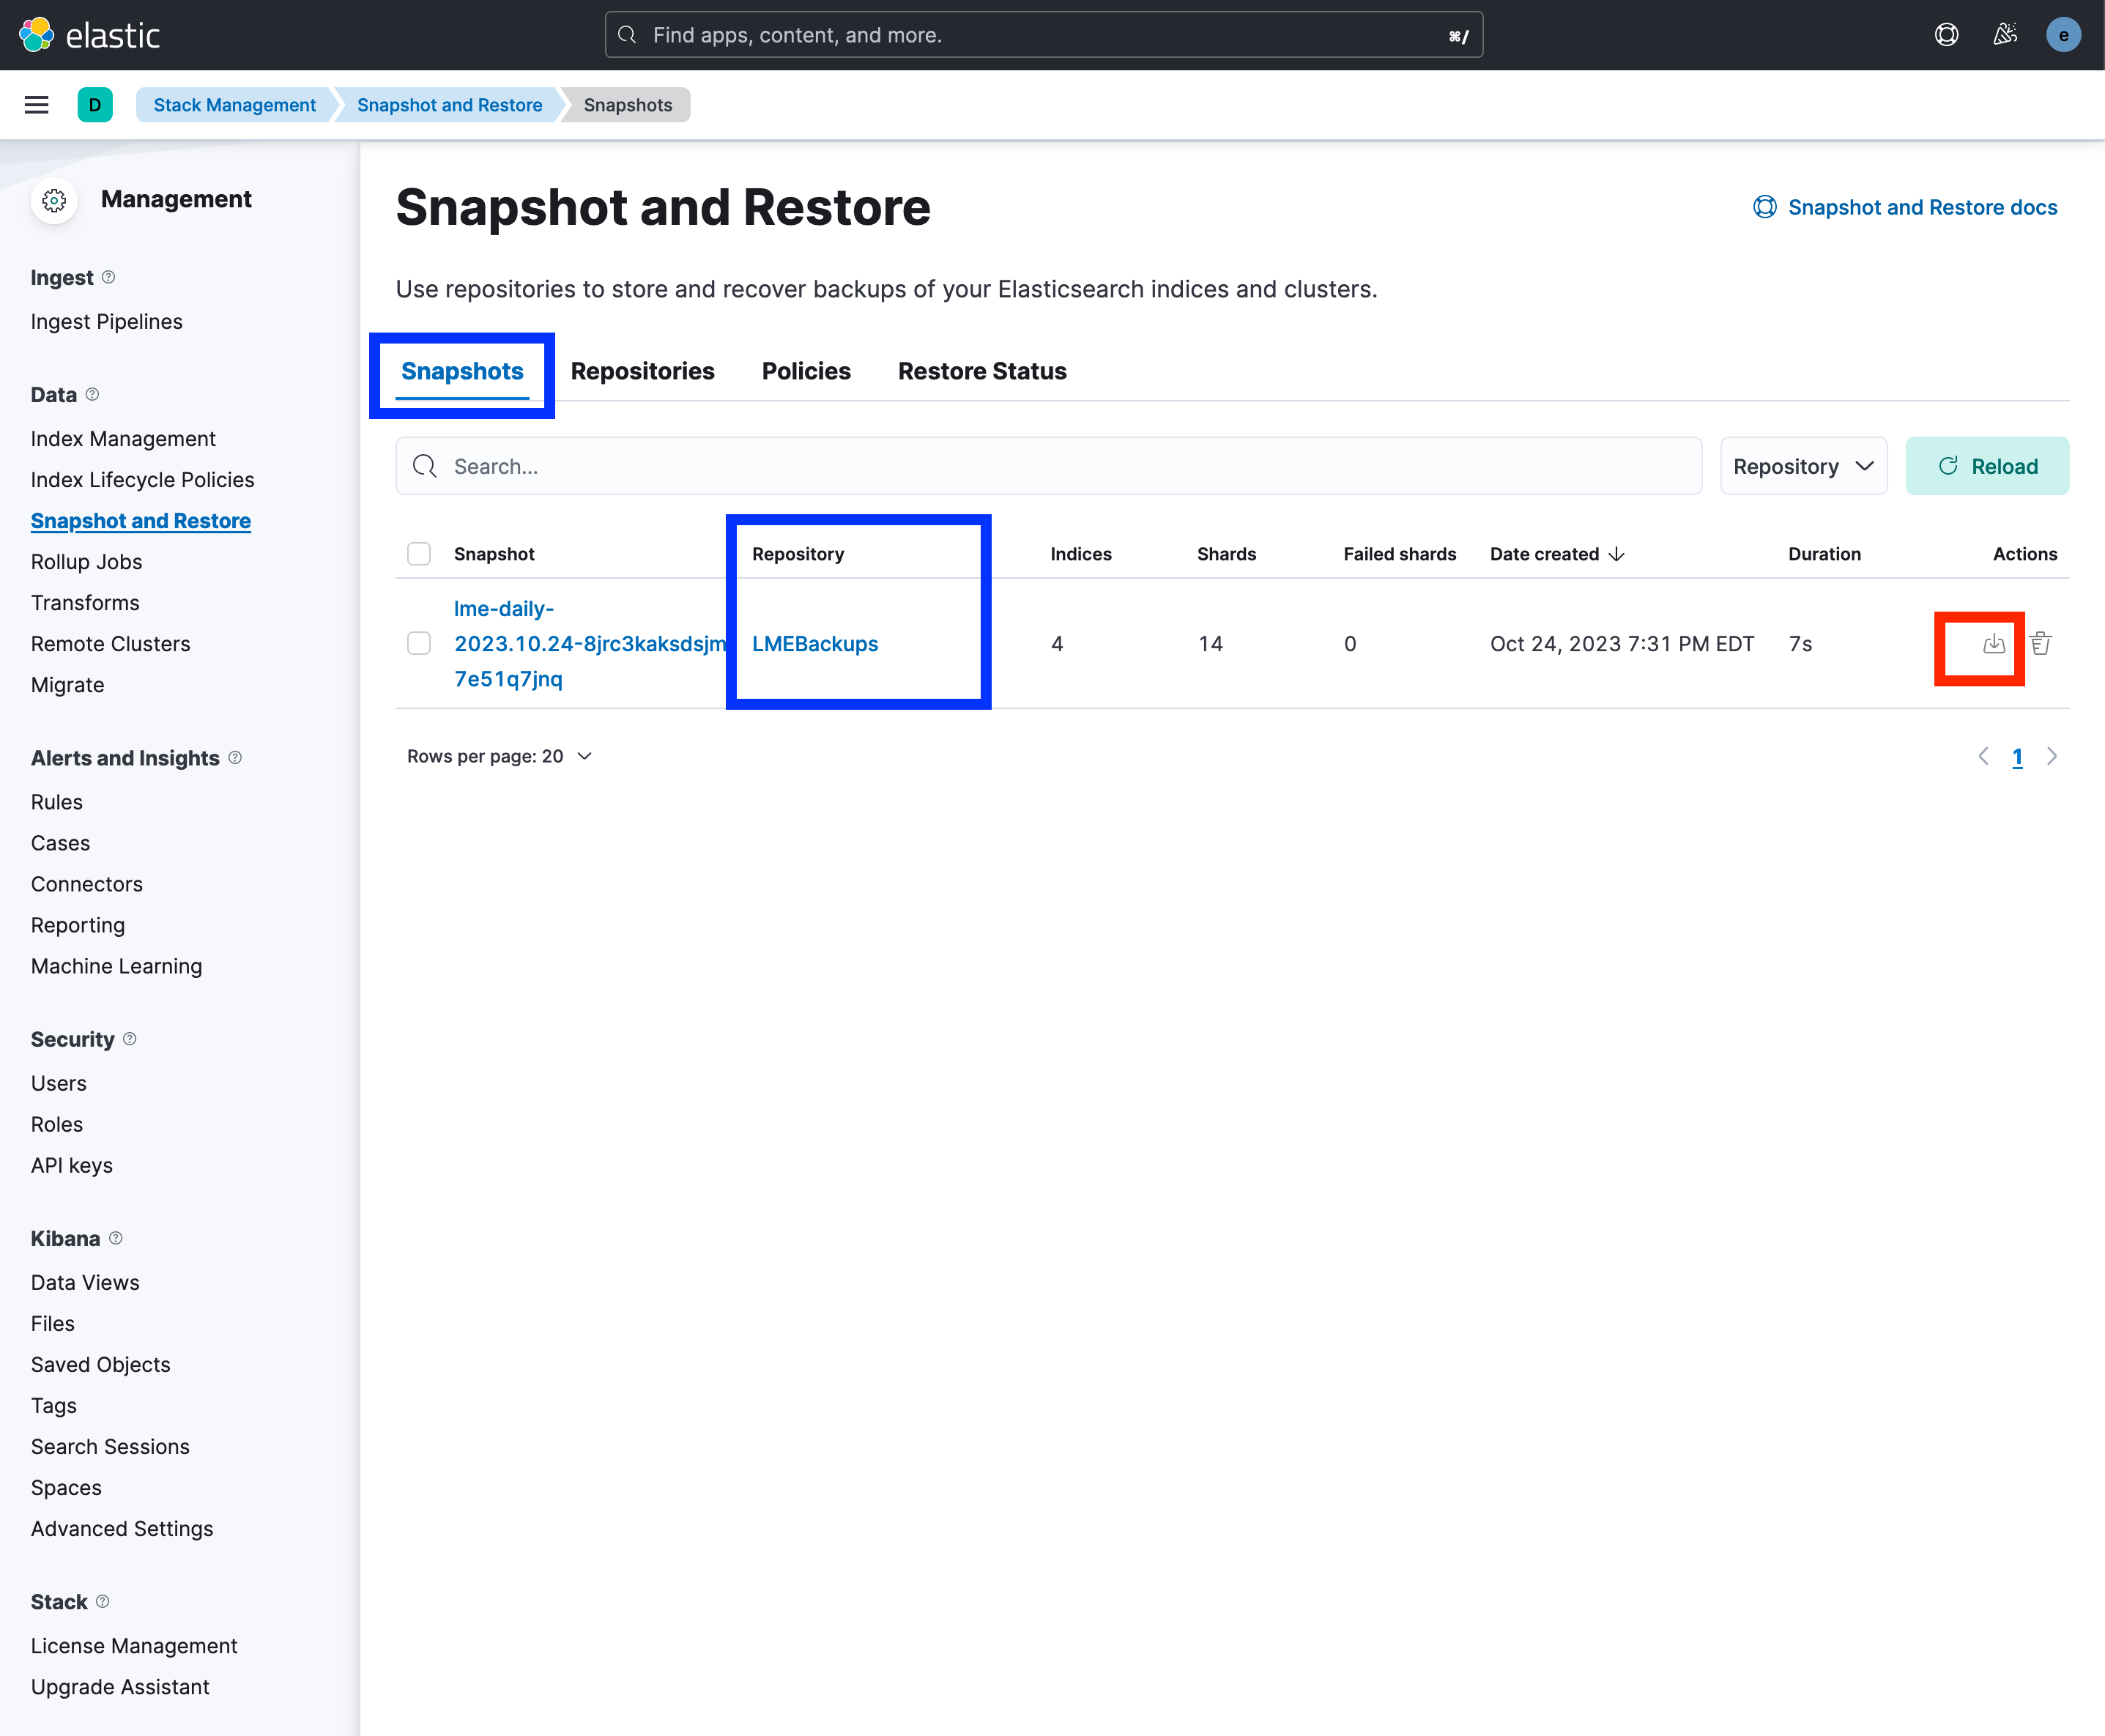 elastic
Find apps, content, and more.
⌘/
e
D
Stack Management
Snapshot and Restore
Snapshots
Management
Ingest
Ingest Pipelines
Data
Index Management
Index Lifecycle Policies
Snapshot and Restore
Rollup Jobs
Transforms
Remote Clusters
Migrate
Alerts and Insights
Rules
Cases
Connectors
Reporting
Machine Learning
Security
Users
Roles
API keys
Kibana
Data Views
Files
Saved Objects
Tags
Search Sessions
Spaces
Advanced Settings
Stack
License Management
Upgrade Assistant
Snapshot and Restore
Snapshot and Restore docs
Use repositories to store and recover backups of your Elasticsearch indices and clusters.
Snapshots Repositories Policies Restore Status
Search...
Repository
Reload
Snapshot Repository Indices Shards Failed shards Date created Duration Actions
lme-daily-
2023.10.24-8jrc3kaksdsjm
7e51q7jnq
LMEBackups 4 14 0 Oct 24, 2023 7:31 PM EDT 7s
Rows per page: 20
1